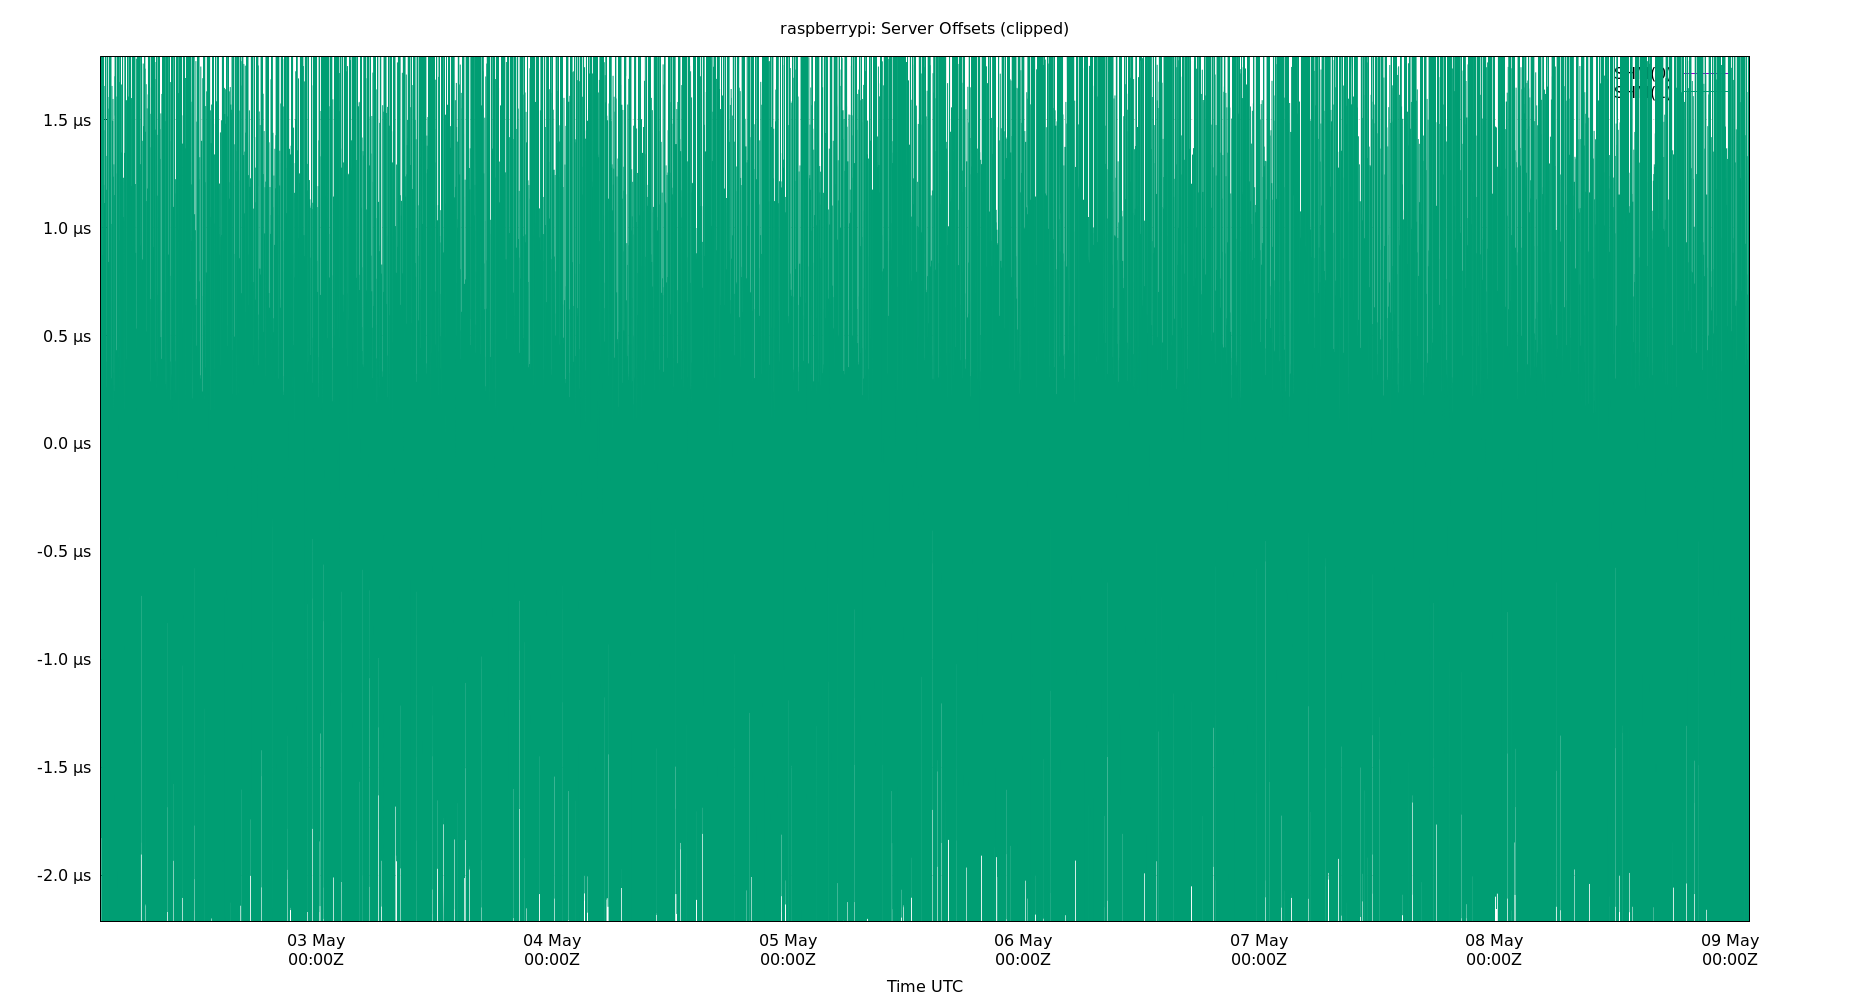 raspberrypi: Server Offsets (clipped)
1.5 µs
1.0 µs
0.5 µs
0.0 µs
-0.5 µs
-1.0 µs
-1.5 µs
-2.0 µs
03 May
00:00Z
04 May
00:00Z
05 May
00:00Z
06 May
00:00Z
07 May
00:00Z
08 May
00:00Z
09 May
00:00Z
Time UTC